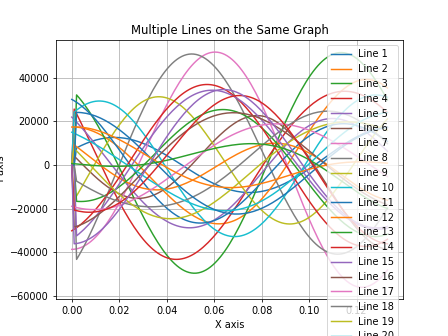 Multiple Lines on the Same Graph
40000
20000
0
−20000
−40000
−60000
0.00
0.02
0.04
0.06
0.08
0.10
X axis
axis
Line 1
Line 2
Line 3
Line 4
Line 5
Line 6
Line 7
Line 8
Line 9
Line 10
Line 11
Line 12
Line 13
Line 14
Line 15
Line 16
Line 17
Line 18
Line 19
Line 20